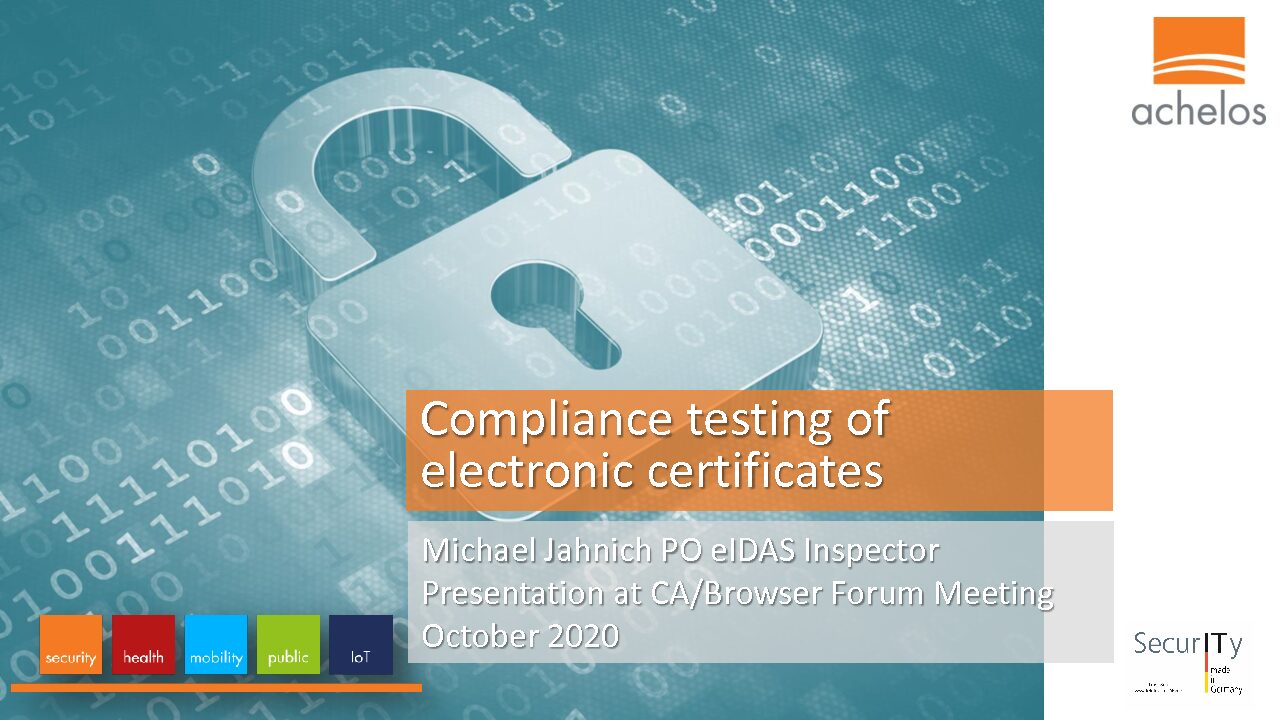 achelos
Compliance testing of
electronic certificates
Michael Jahnich PO eIDAS Inspector
Presentation at CA/Browser Forum Meeting
October 2020
security
health
mobility
public
IoT
SecurITy
made
in
Germany